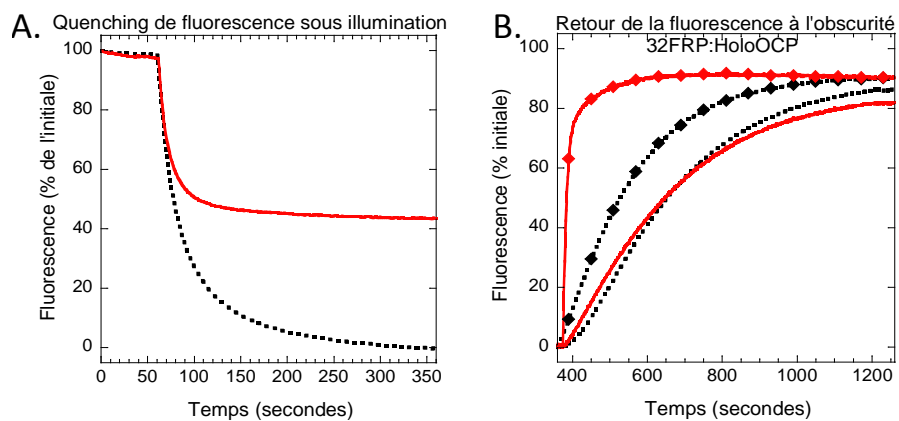 A.
Quenching de fluorescence sous illumination
Fluorescence (% de l'initiale)
100
80
60
40
20
0
0 50 100 150 200 250 300 350
Temps (secondes)
B.
Retour de la fluorescence à l'obscurité
32FRP:HoloOCP
Fluorescence (% initiale)
100
80
60
40
20
0
400 600 800 1000 1200
Temps (secondes)